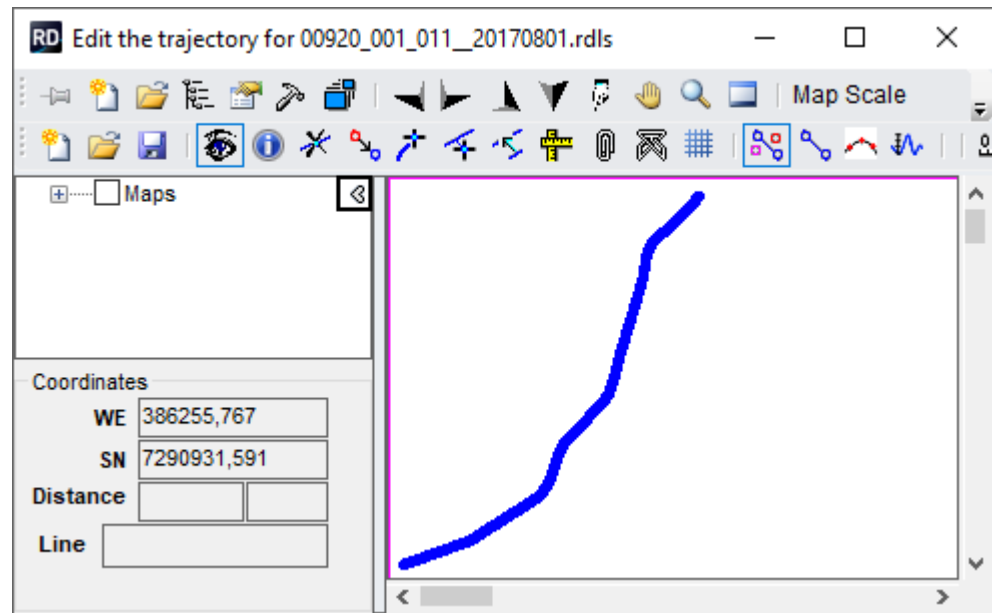 RD Edit the trajectory for 00920_001_011__20170801.rdls
Map Scale
Maps
Coordinates
WE 386255,767
SN 7290931,591
Distance
Line